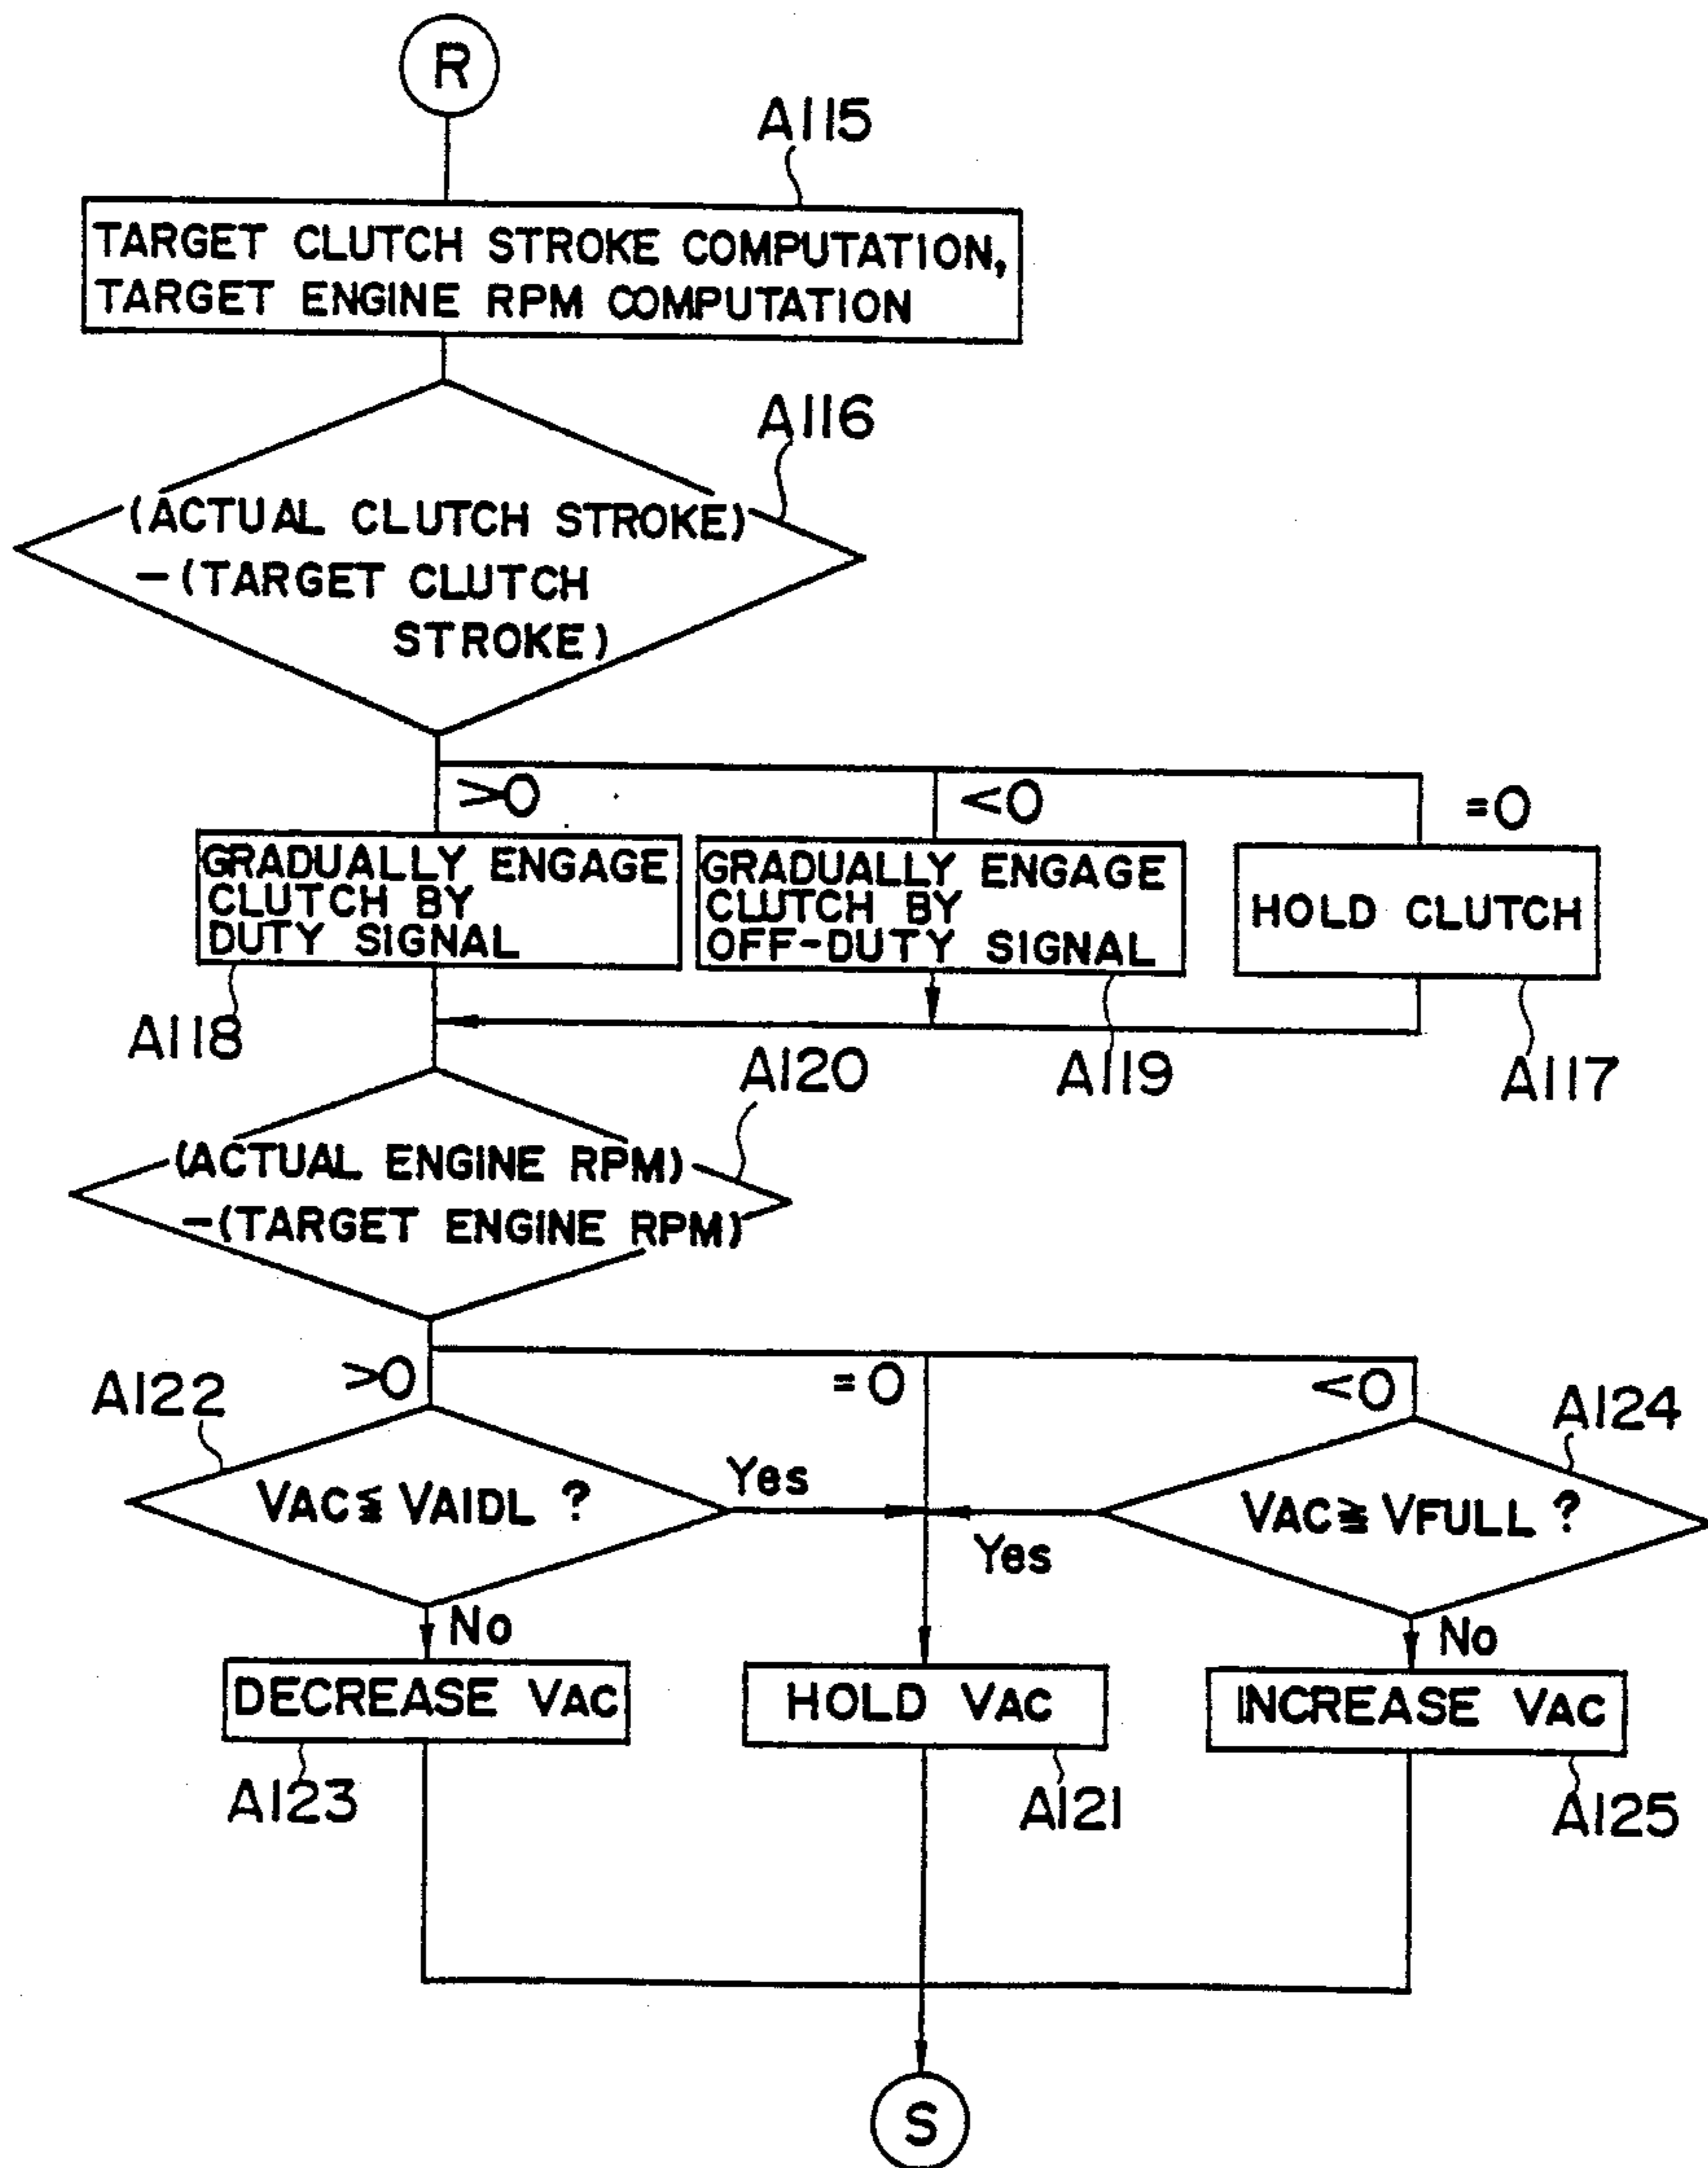 R
A115
TARGET CLUTCH STROKE COMPUTATION,
TARGET ENGINE RPM COMPUTATION
A116
(ACTUAL CLUTCH STROKE)
-(TARGET CLUTCH
STROKE)
>0
<0
=0
GRADUALLY ENGAGE
CLUTCH BY
DUTY SIGNAL
GRADUALLY ENGAGE
CLUTCH BY
OFF-DUTY SIGNAL
HOLD CLUTCH
A118
A119
A117
A120
(ACTUAL ENGINE RPM)
-(TARGET ENGINE RPM)
>0
=0
<0
A122
A124
VAC≦VAIDL ?
Yes
VAC≧VFULL ?
Yes
No
No
DECREASE VAC
HOLD VAC
INCREASE VAC
A123
A121
A125
S